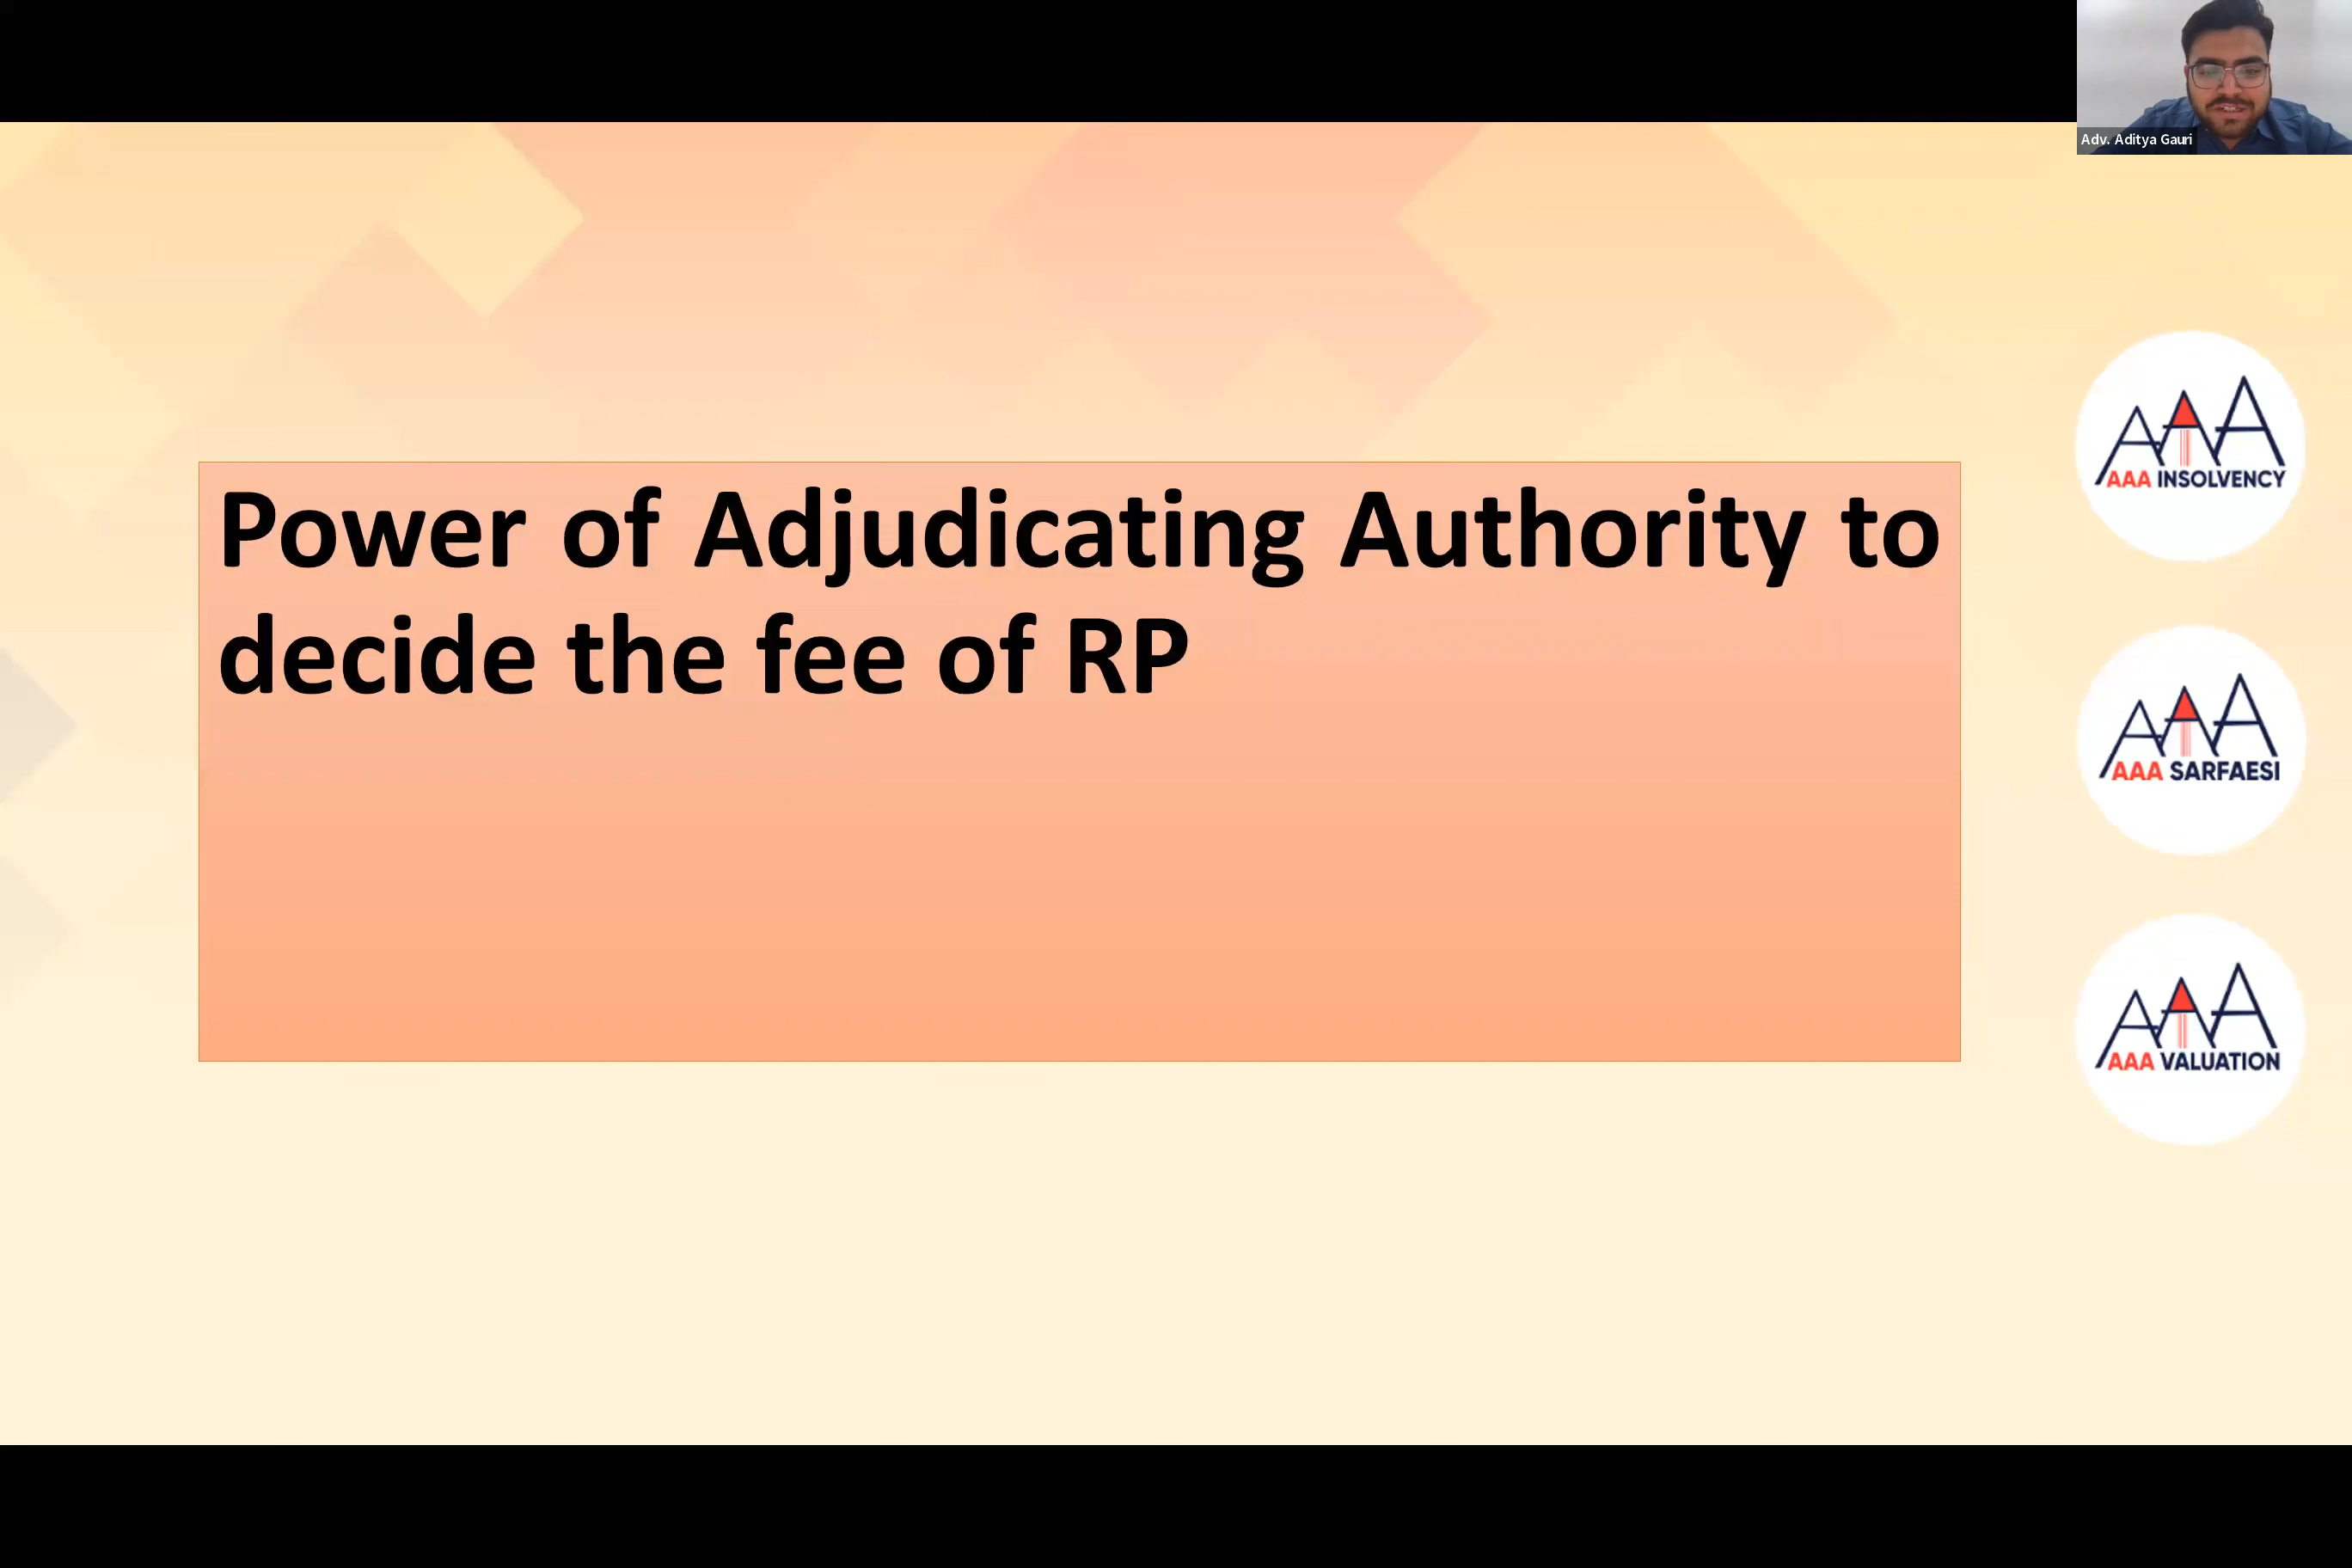 Adv. Aditya Gauri
Power of Adjudicating Authority to
decide the fee of RP
AAA INSOLVENCY
AAA SARFAESI
AAA VALUATION